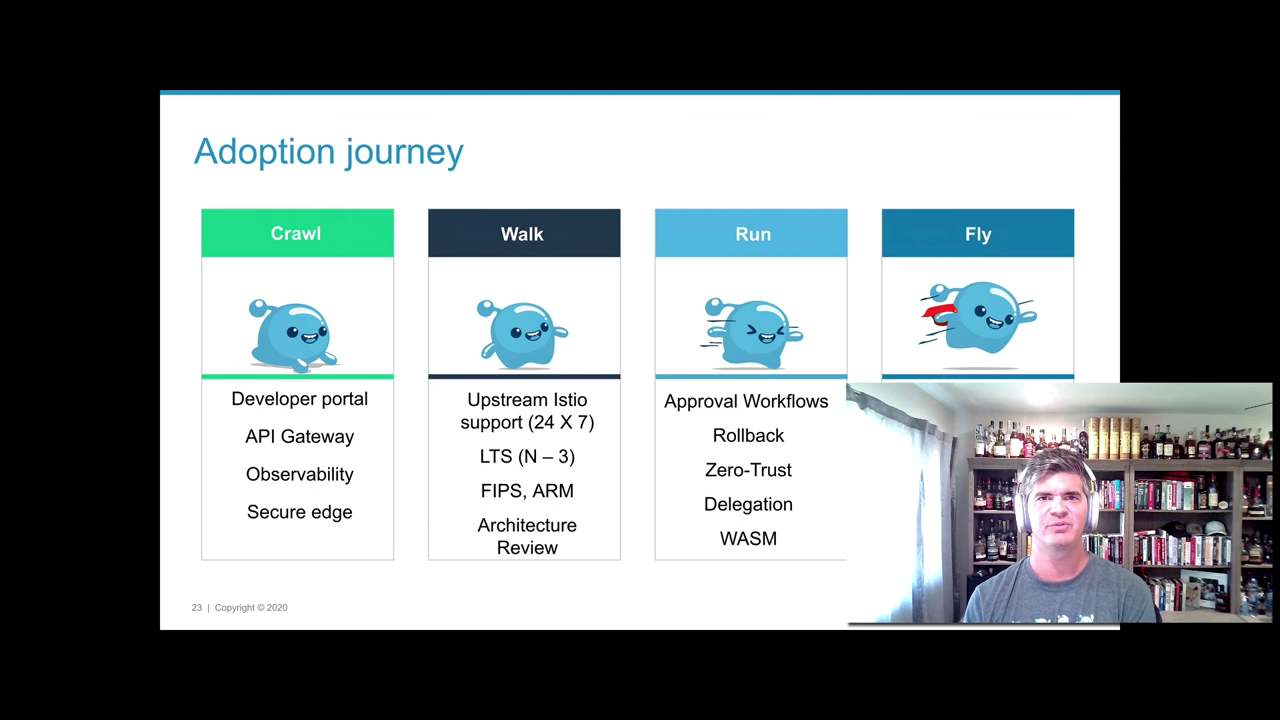 Adoption journey
Crawl
Developer portal
API Gateway
Observability
Secure edge
Walk
Upstream Istio
support (24 X 7)
LTS (N – 3)
FIPS, ARM
Architecture
Review
Run
Approval Workflows
Rollback
Zero-Trust
Delegation
WASM
Fly
23 | Copyright © 2020